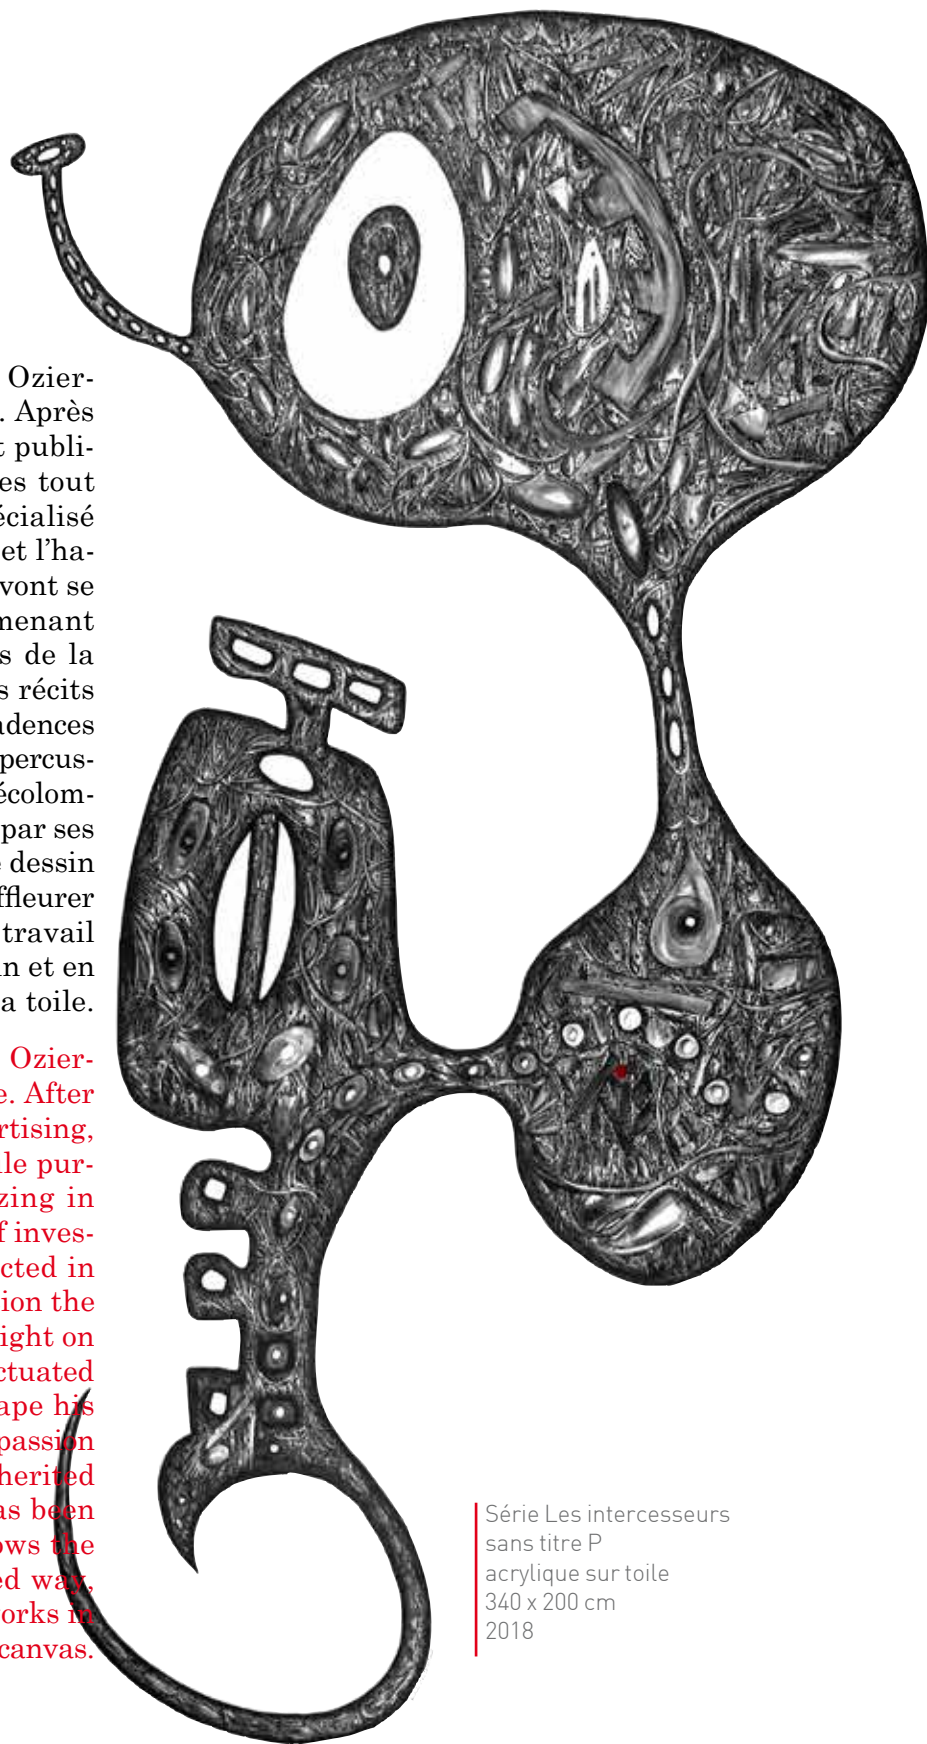 Ozier-
. Après
t publi-
es tout
écialisé
et l’ha-
vont se
menant
s de la
s récits
adences
percus-
écolom-
par ses
dessin
ffleurer
travail
n et en
a toile.
Ozier-
e. After
rtising,
le pur-
zing in
f inves-
cted in
ion the
ight on
ctuated
ape his
passion
herited
as been
ows the
ed way,
orks in
canvas.
Série Les intercesseurs
sans titre P
acrylique sur toile
340 x 200 cm
2018